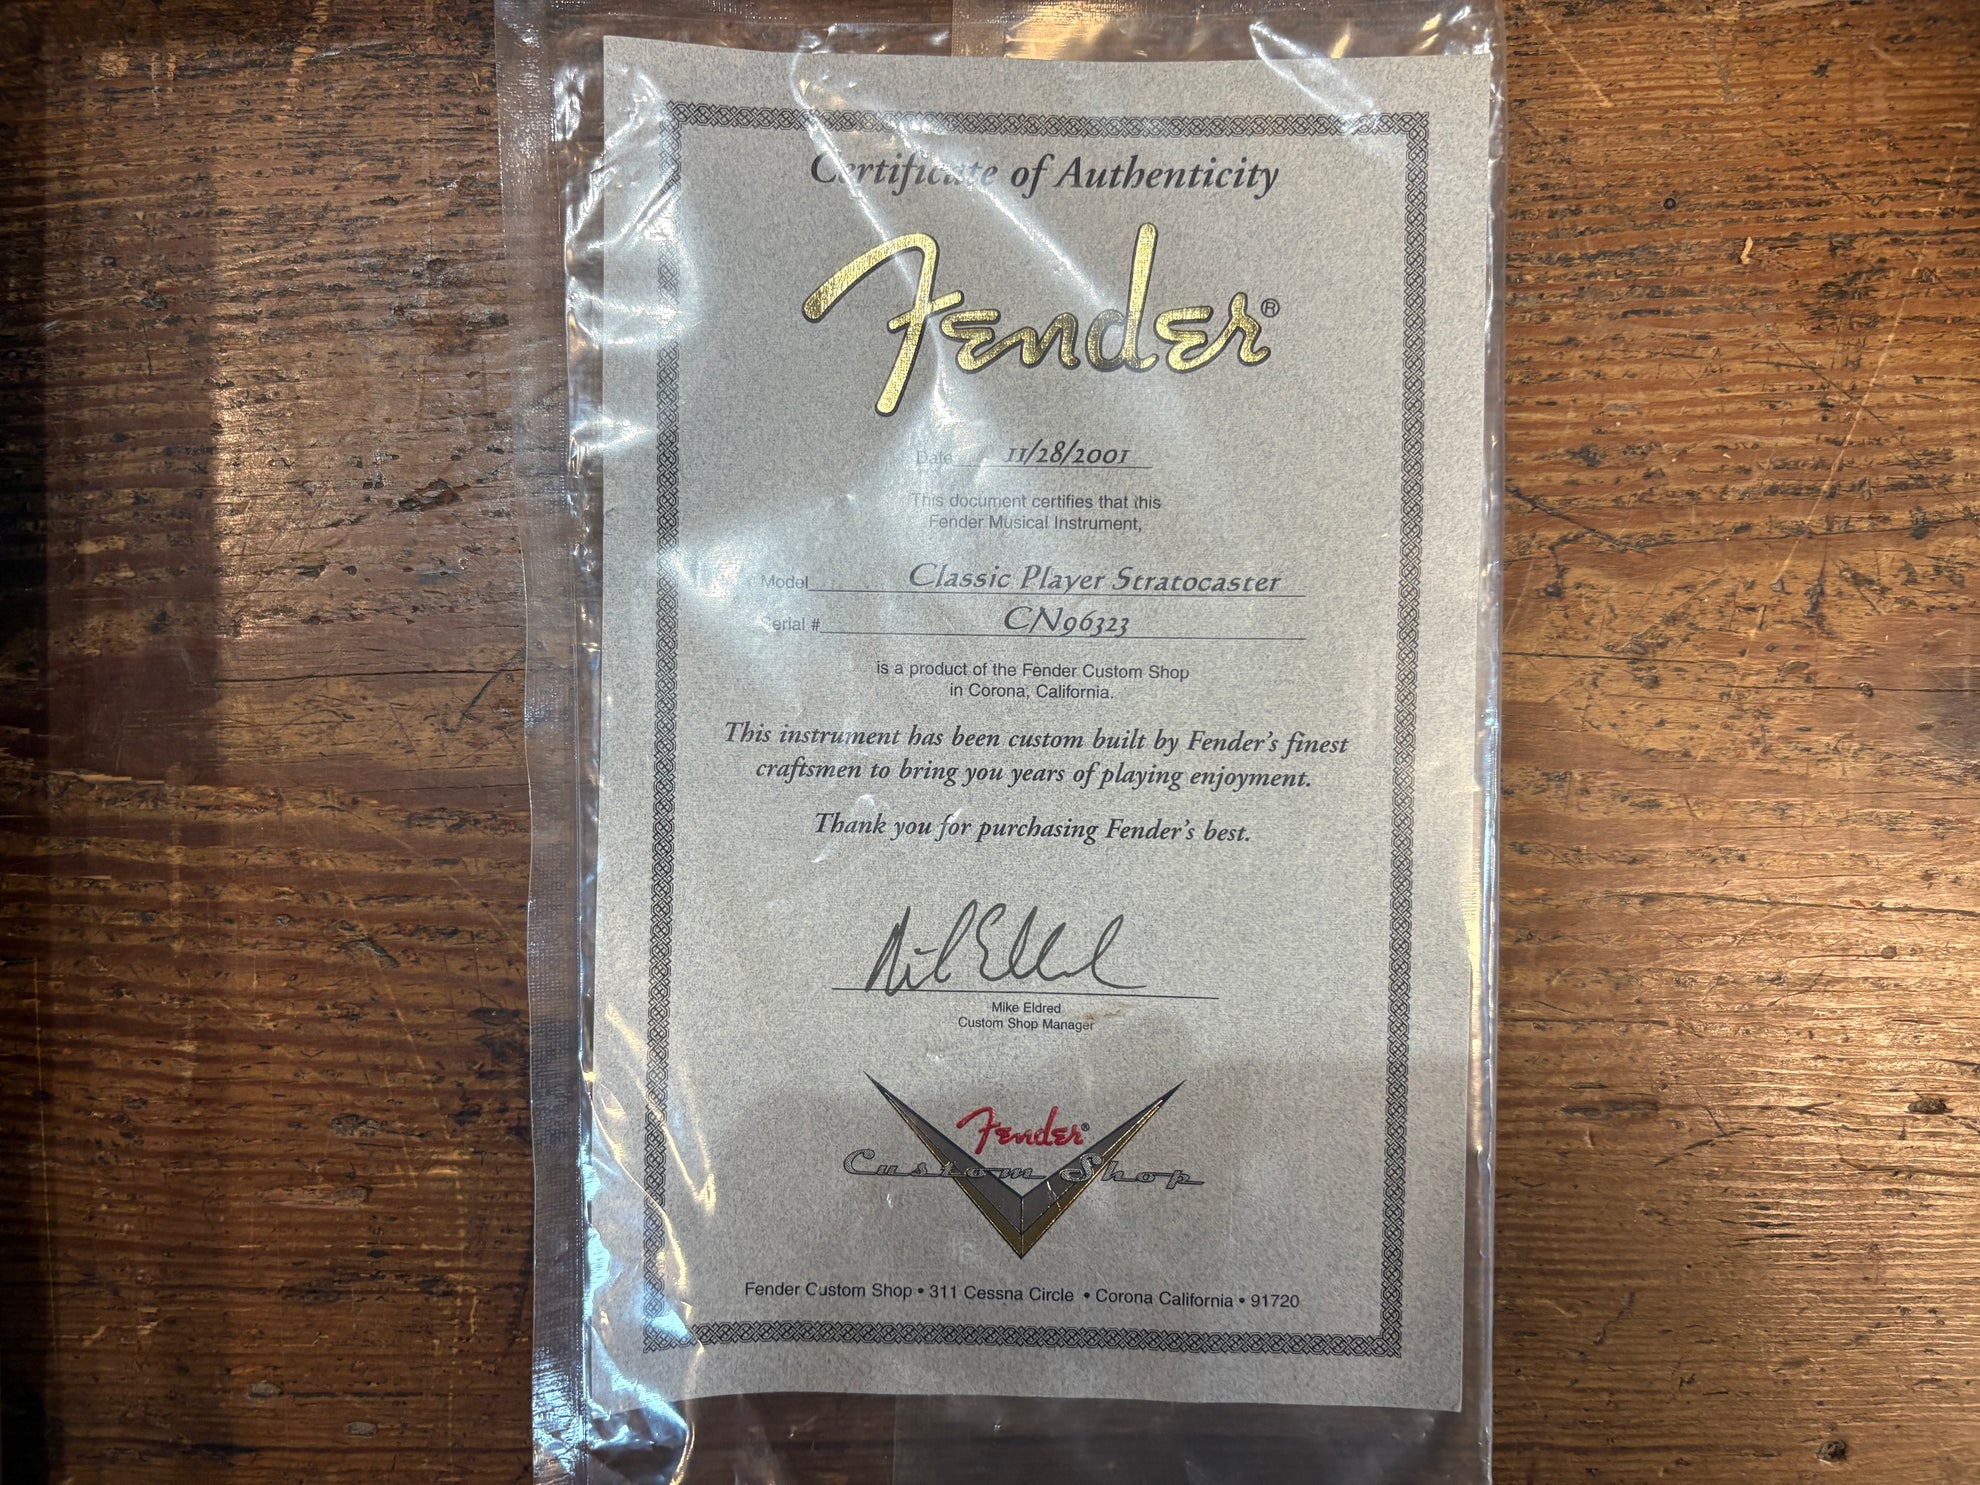 Certificate of Authenticity
Fender®
Date 11/28/2001
This document certifies that this
Fender Musical Instrument,
Model Classic Player Stratocaster
Serial # CN96323
is a product of the Fender Custom Shop
in Corona, California.
This instrument has been custom built by Fender's finest
craftsmen to bring you years of playing enjoyment.
Thank you for purchasing Fender's best.
Mike Eldred
Mike Eldred
Custom Shop Manager
Fender®
Custom Shop
Fender Custom Shop • 311 Cessna Circle • Corona California • 91720